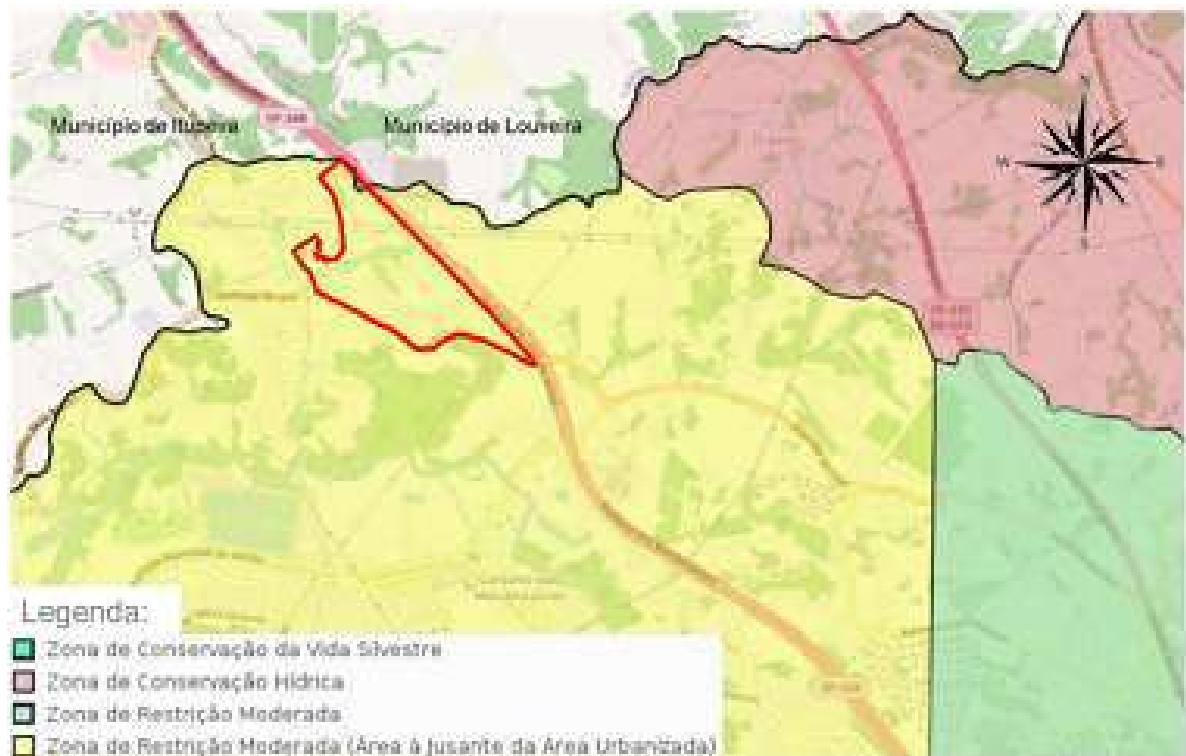 Município de Itupeva
Município de Louveira
N
W
E
S
Legenda:
Zona de Conservação da Vida Silvestre
Zona de Conservação Hídrica
Zona de Restrição Moderada
Zona de Restrição Moderada (Área à Jusante da Área Urbanizada)